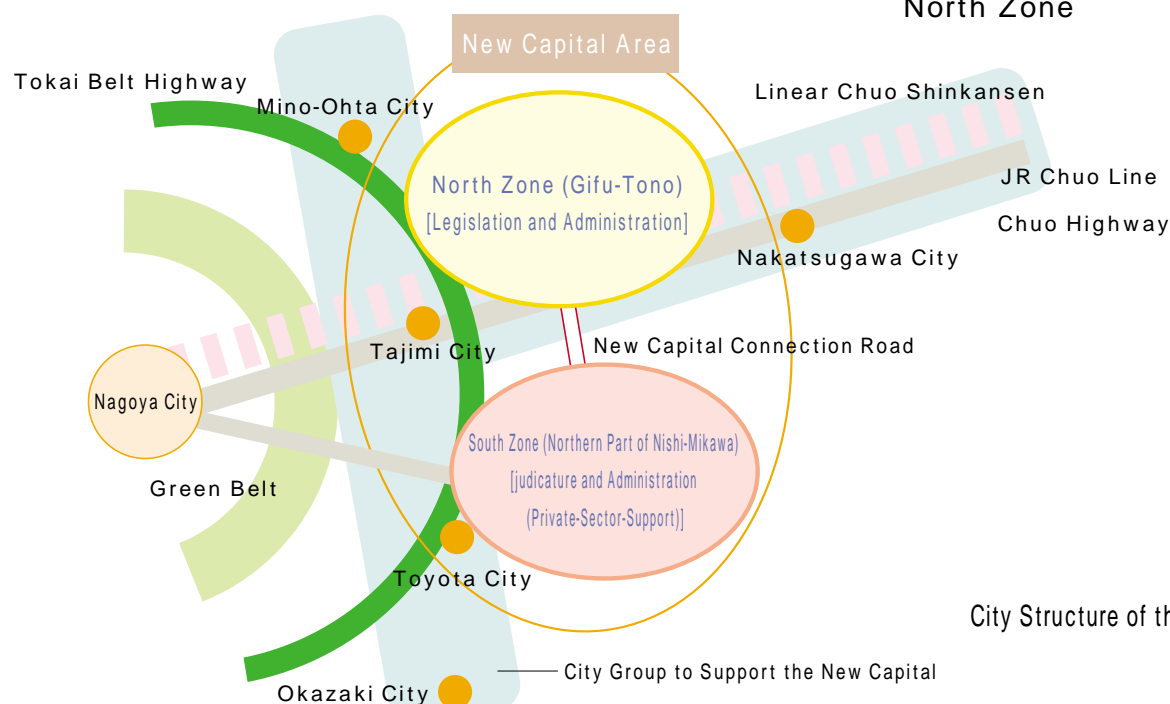 North Zone
New Capital Area
Tokai Belt Highway
Mino-Ohta City
Linear Chuo Shinkansen
North Zone (Gifu-Tono)
[Legislation and Administration]
JR Chuo Line
Chuo Highway
Nakatsugawa City
Tajimi City
New Capital Connection Road
Nagoya City
South Zone (Northern Part of Nishi-Mikawa)
[judicature and Administration
(Private-Sector-Support)]
Green Belt
Toyota City
City Structure of th
City Group to Support the New Capital
Okazaki City